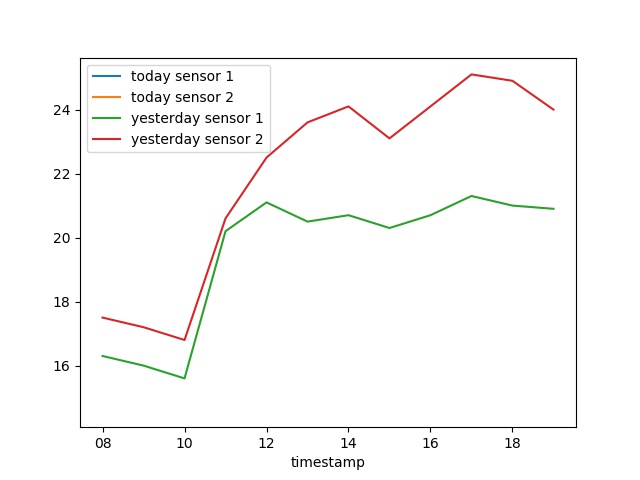 today sensor 1
today sensor 2
yesterday sensor 1
yesterday sensor 2
24
22
20
18
16
08 10 12 14 16 18
timestamp